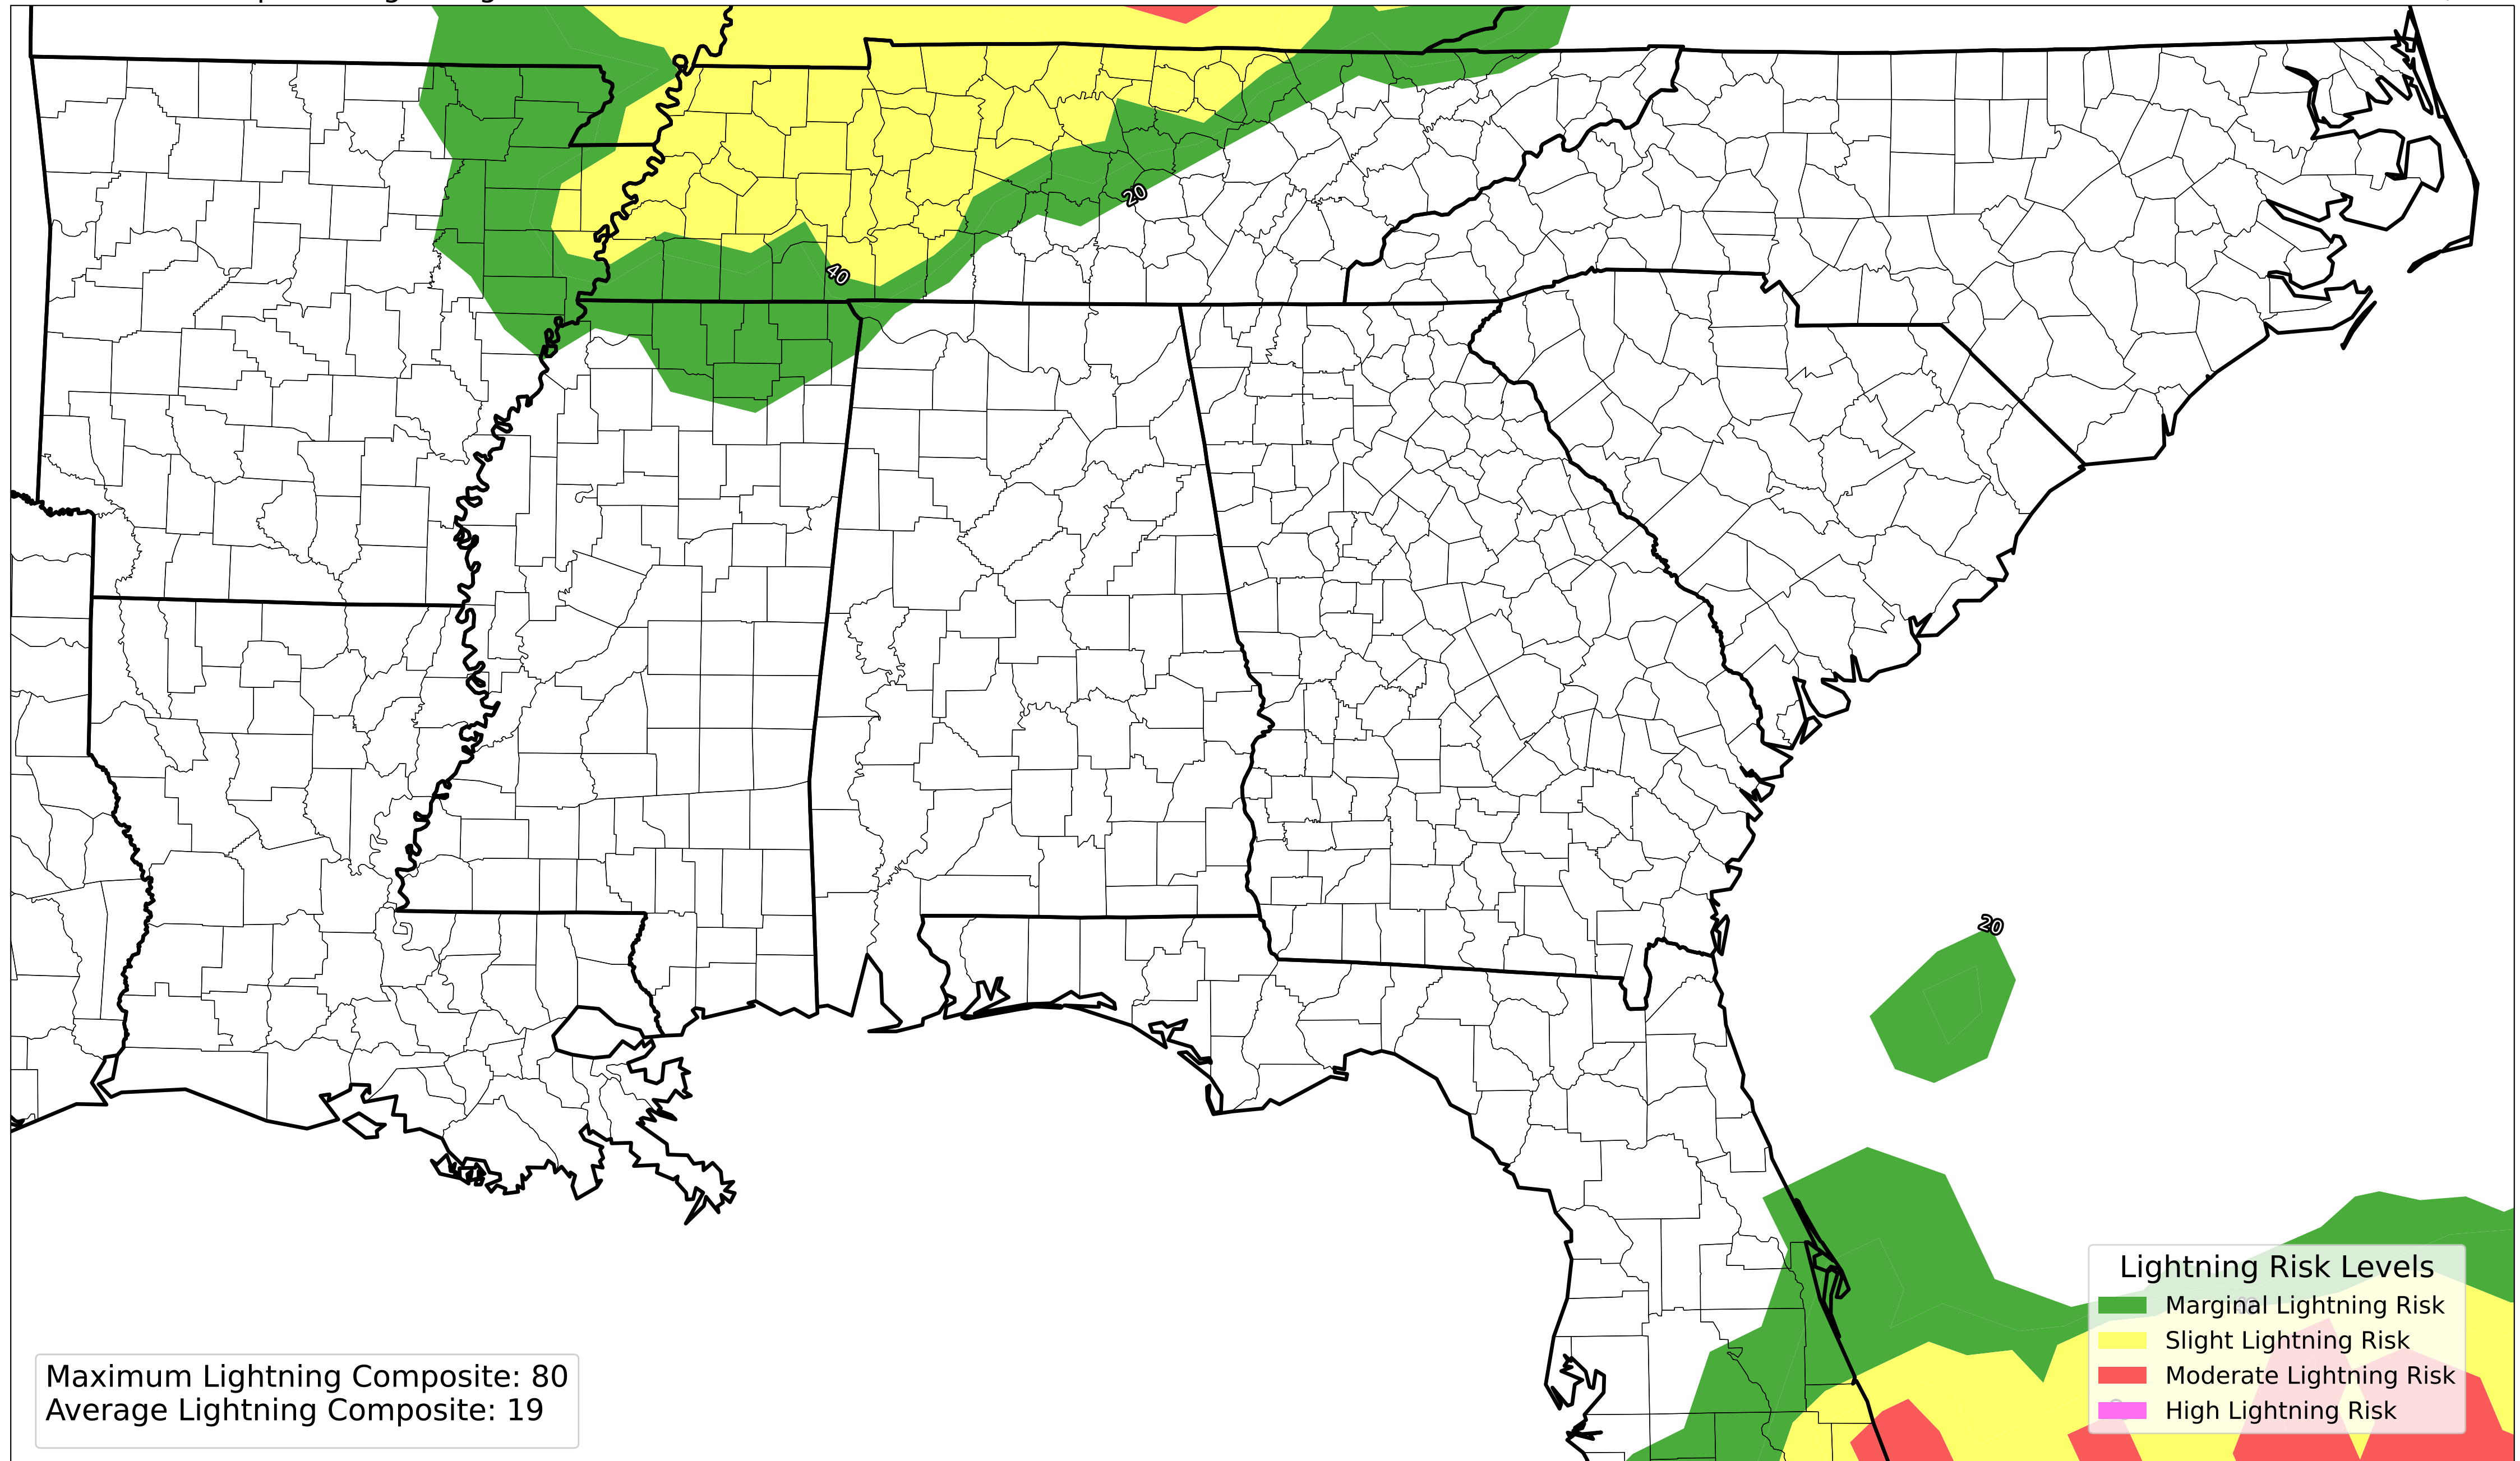 20
40
20
Lightning Risk Levels
Marginal Lightning Risk
Slight Lightning Risk
Moderate Lightning Risk
High Lightning Risk
Maximum Lightning Composite: 80
Average Lightning Composite: 19